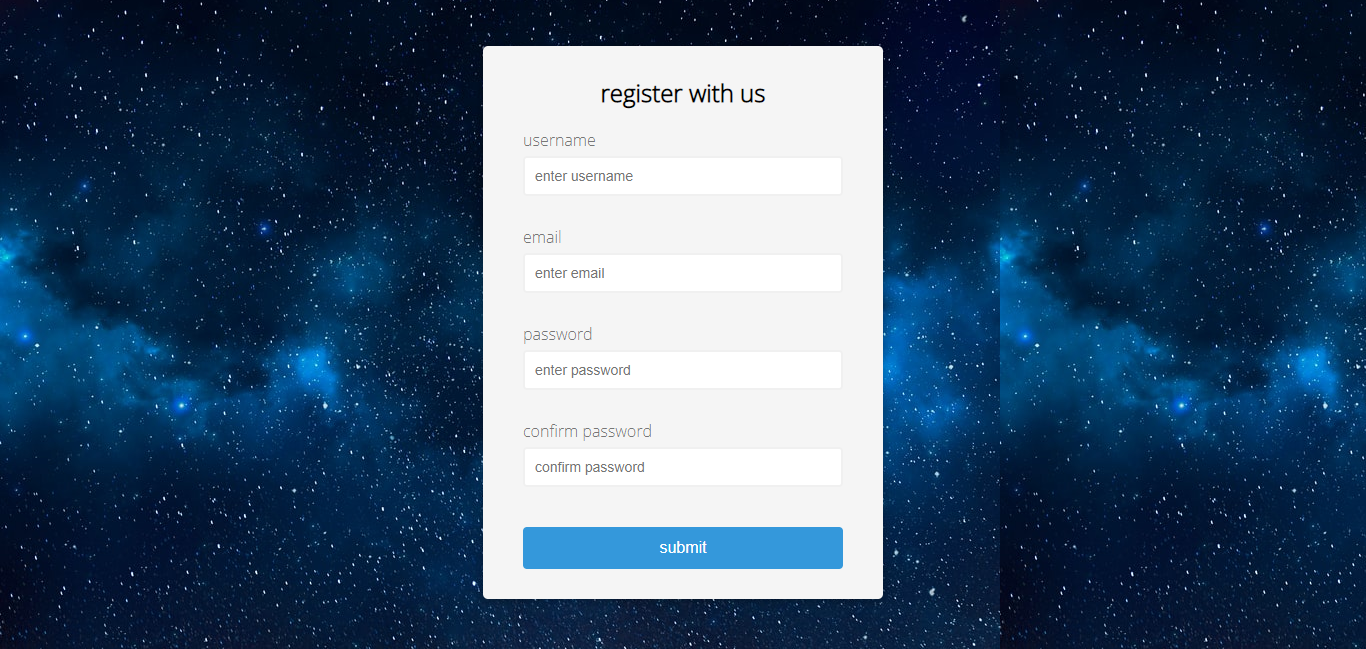 register with us
username
enter username
email
enter email
password
enter password
confirm password
confirm password
submit